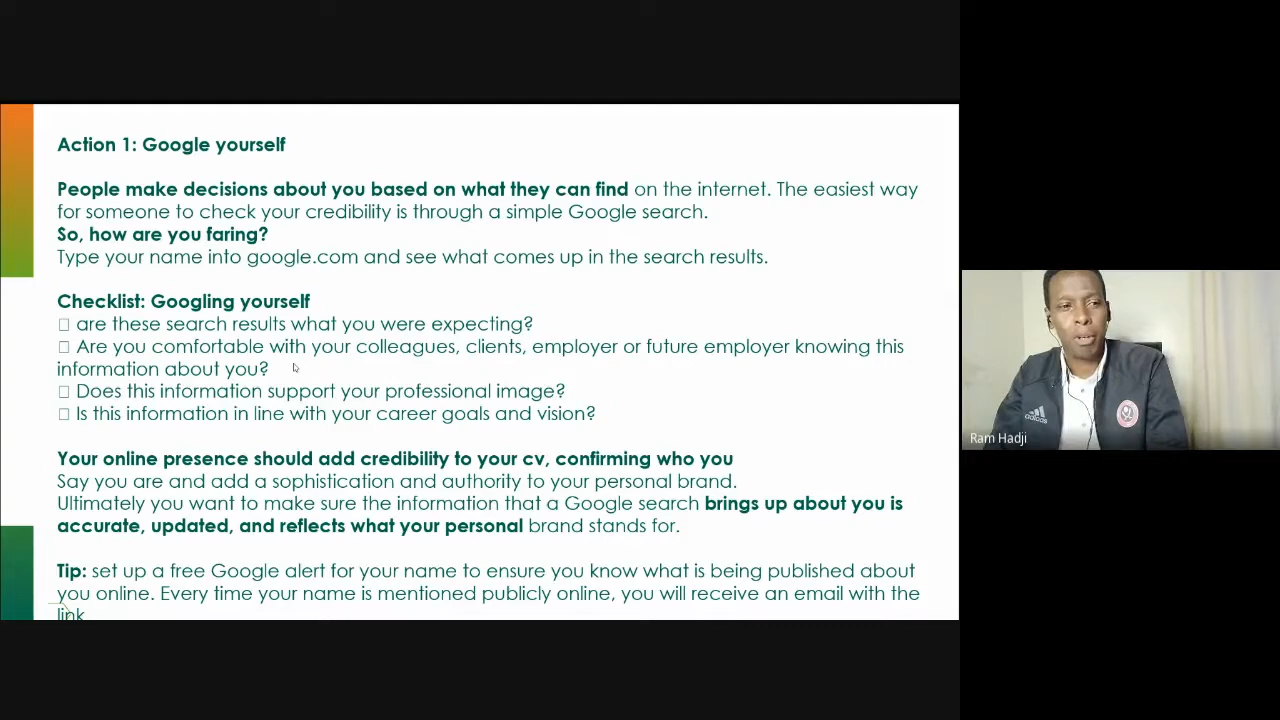 Action 1: Google yourself
People make decisions about you based on what they can find on the internet. The easiest way
for someone to check your credibility is through a simple Google search.
So, how are you faring?
Type your name into google.com and see what comes up in the search results.
Checklist: Googling yourself
□ are these search results what you were expecting?
□ Are you comfortable with your colleagues, clients, employer or future employer knowing this
information about you?
□ Does this information support your professional image?
□ Is this information in line with your career goals and vision?
Your online presence should add credibility to your cv, confirming who you
Say you are and add a sophistication and authority to your personal brand.
Ultimately you want to make sure the information that a Google search brings up about you is
accurate, updated, and reflects what your personal brand stands for.
Tip: set up a free Google alert for your name to ensure you know what is being published about
you online. Every time your name is mentioned publicly online, you will receive an email with the
link
adidas
Ram Hadji